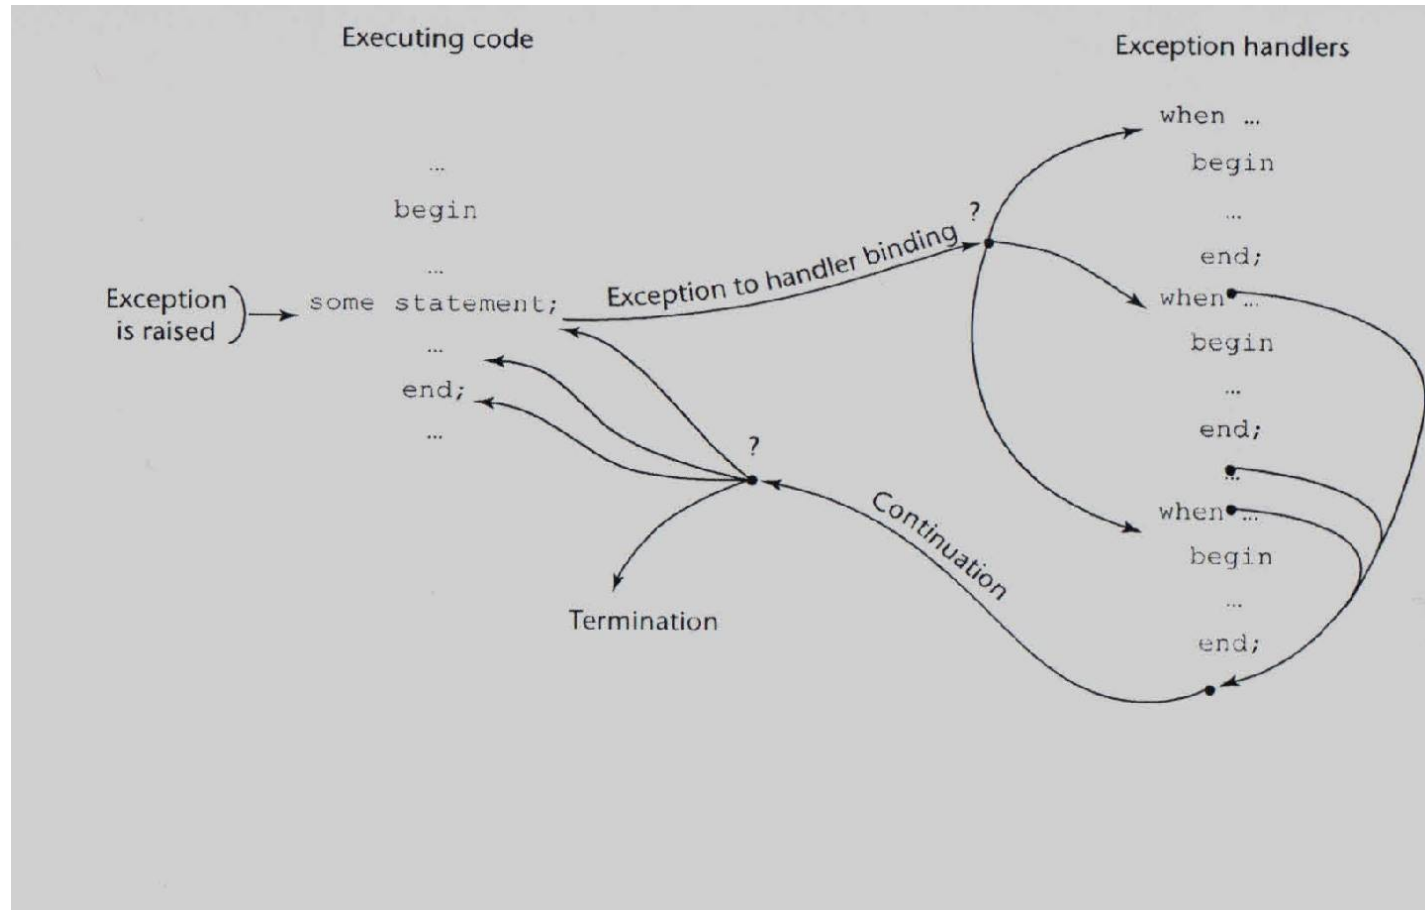 Executing code
Exception handlers
…
begin
…
some statement;
…
end;
…
Exception
is raised
Exception to handler binding
?
when …
begin
…
end;
when …
begin
…
end;
…
when …
begin
…
end;
Continuation
?
Termination